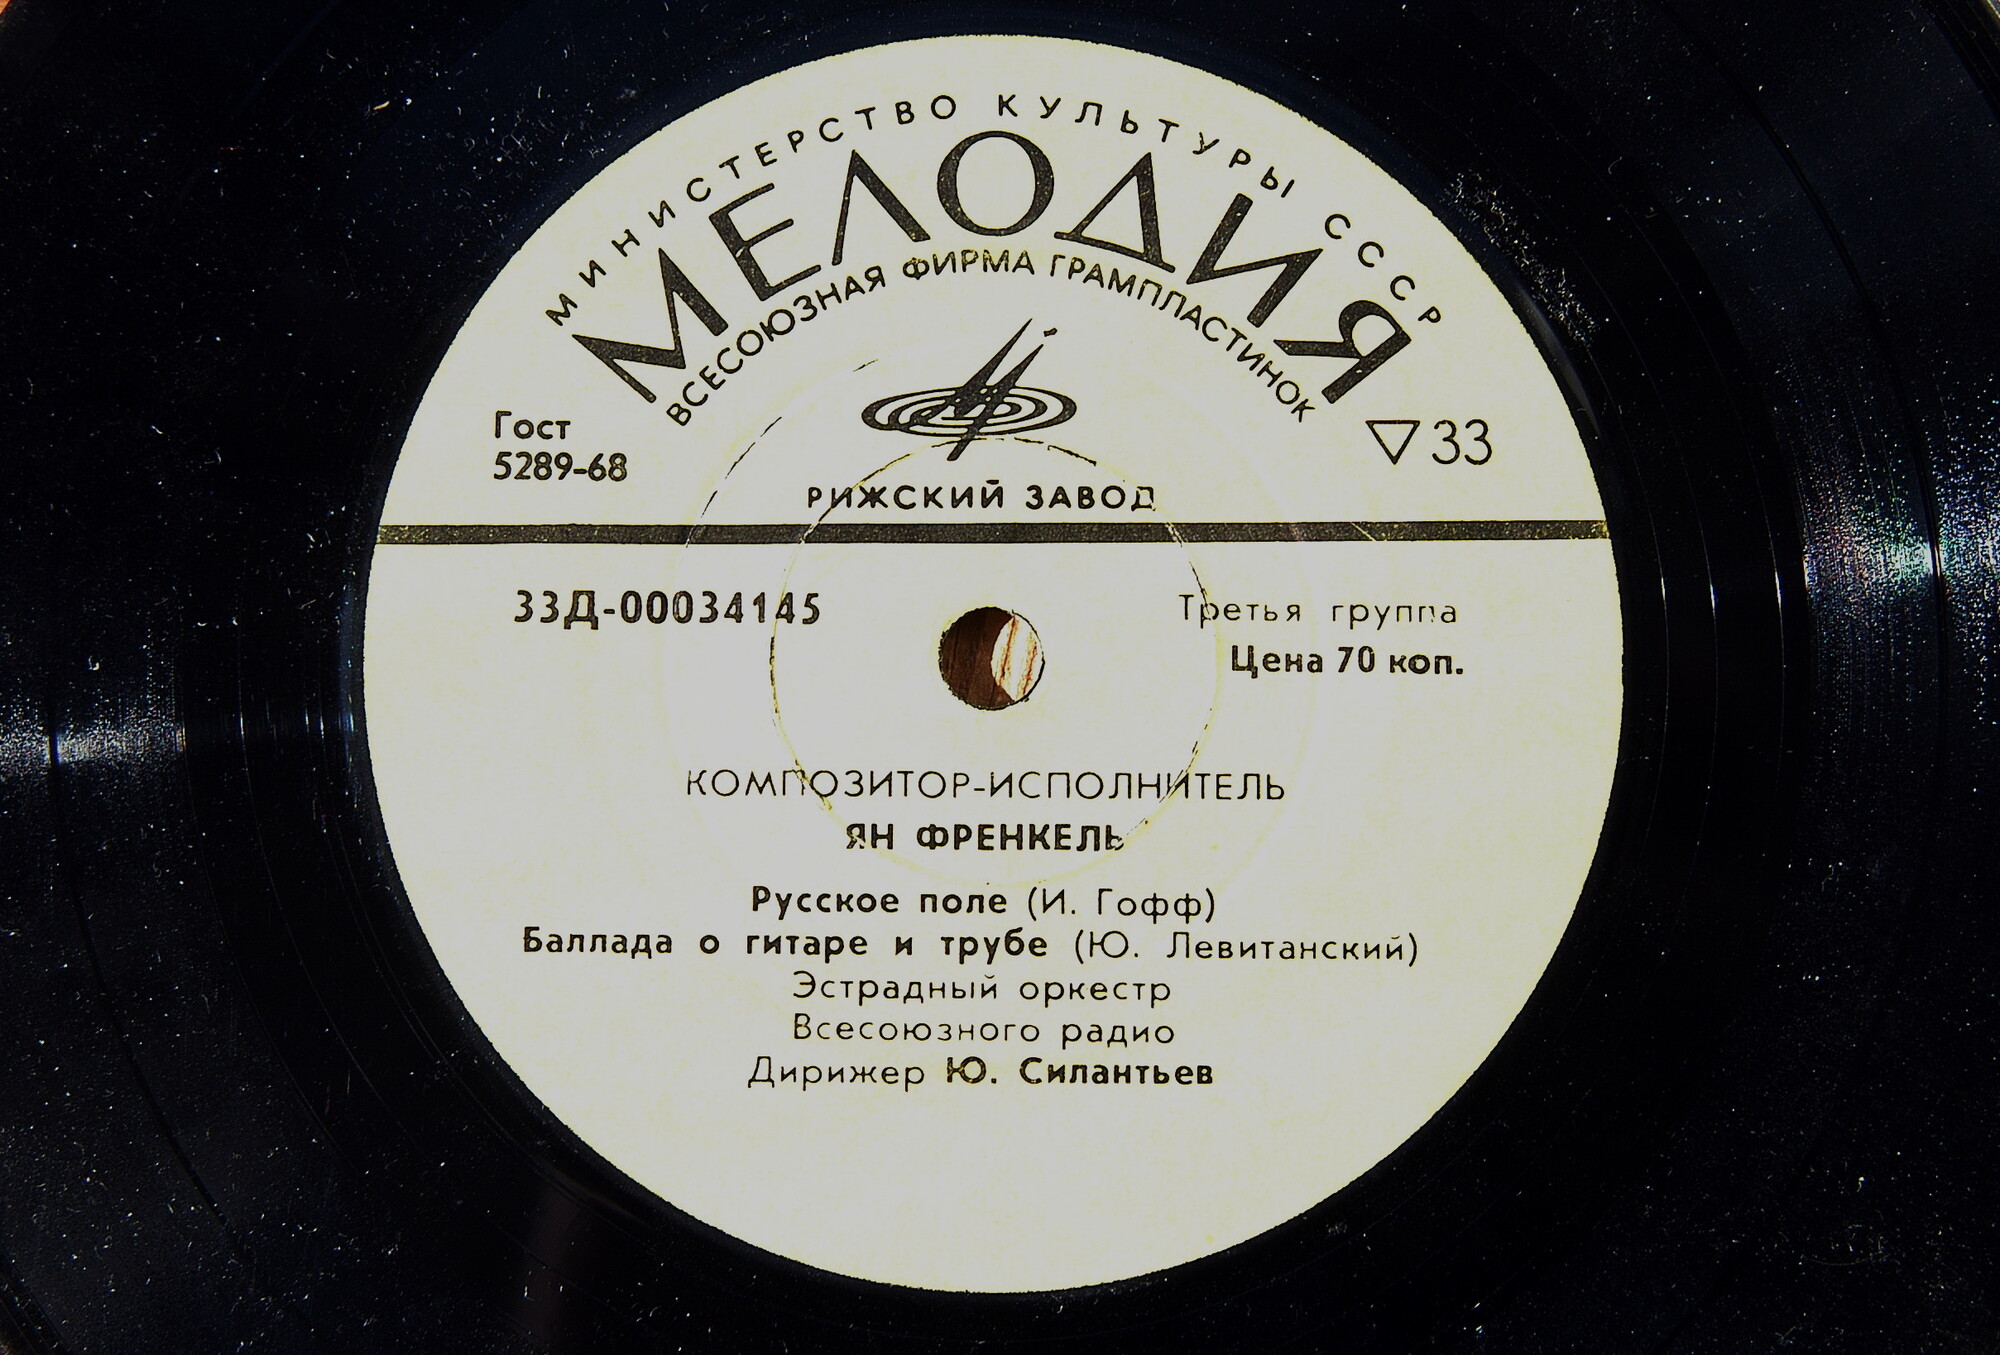 МИНИСТЕРСТВО КУЛЬТУРЫ СССР
МЕЛОДИЯ
ВСЕСОЮЗНАЯ ФИРМА ГРАМПЛАСТИНОК
Гост
5289-68
▽33
РИЖСКИЙ ЗАВОД
33Д-00034145
Третья группа
Цена 70 коп.
КОМПОЗИТОР-ИСПОЛНИТЕЛЬ
ЯН ФРЕНКЕЛЬ
Русское поле (И. Гофф)
Баллада о гитаре и трубе (Ю. Левитанский)
Эстрадный оркестр
Всесоюзного радио
Дирижер Ю. Силантьев